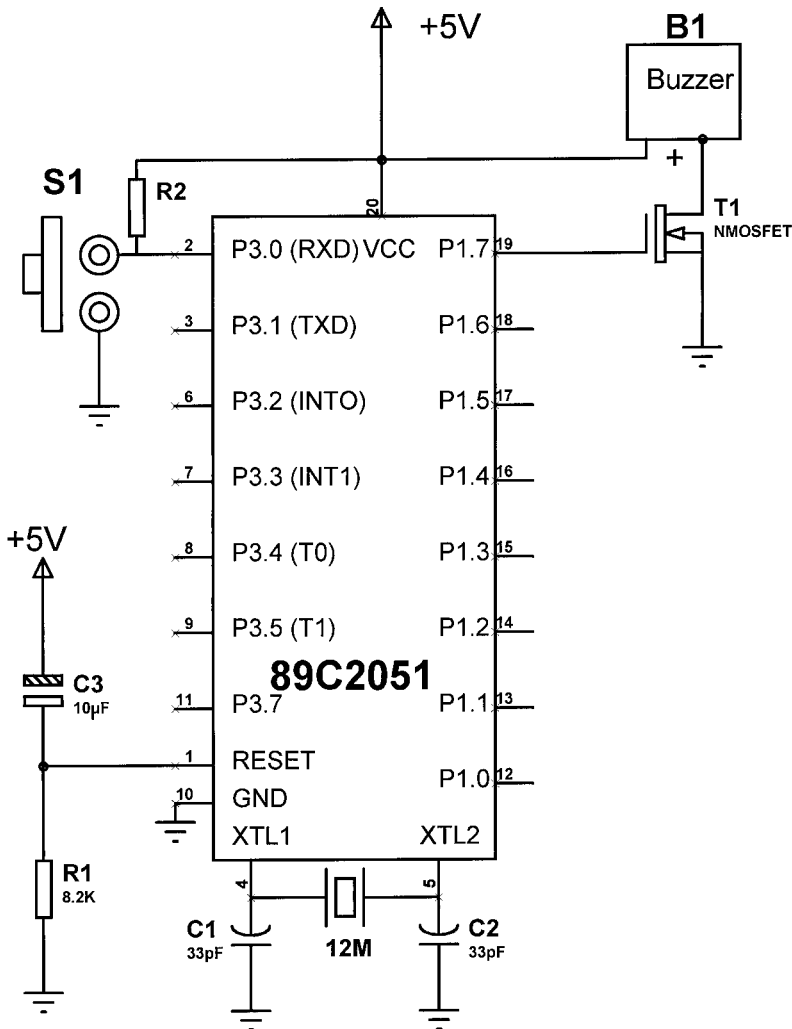 +5V
B1
Buzzer
+
S1
R2
20
T1
NMOSFET
2 P3.0 (RXD) VCC P1.7 19
3 P3.1 (TXD) P1.6 18
6 P3.2 (INTO) P1.5 17
7 P3.3 (INT1) P1.4 16
+5V
8 P3.4 (T0) P1.3 15
9 P3.5 (T1) P1.2 14
89C2051
C3
10µF
11 P3.7 P1.1 13
1 RESET
P1.0 12
10 GND
XTL1 XTL2
R1
8.2K
4 5
C1
33pF
12M
C2
33pF